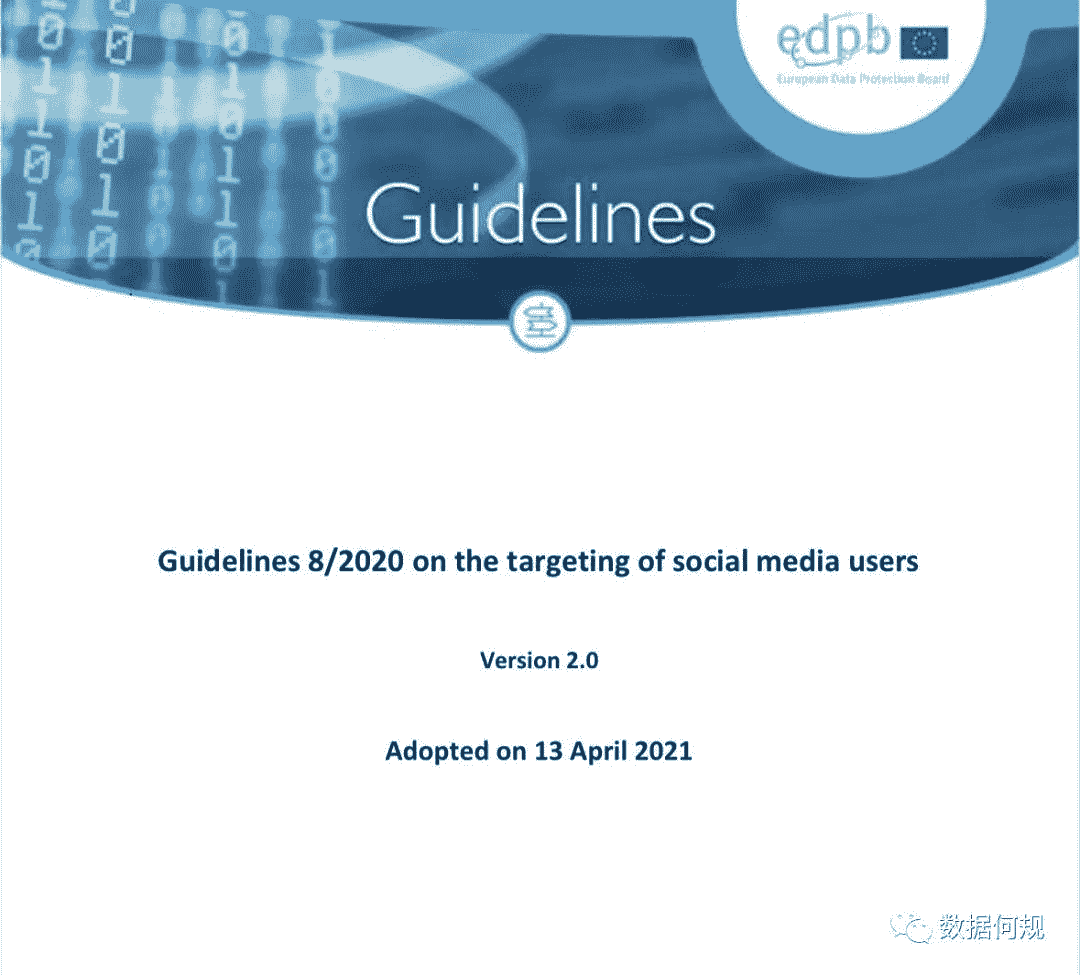 edpb
European Data Protection Board
Guidelines
Guidelines 8/2020 on the targeting of social media users
Version 2.0
Adopted on 13 April 2021
数据何规